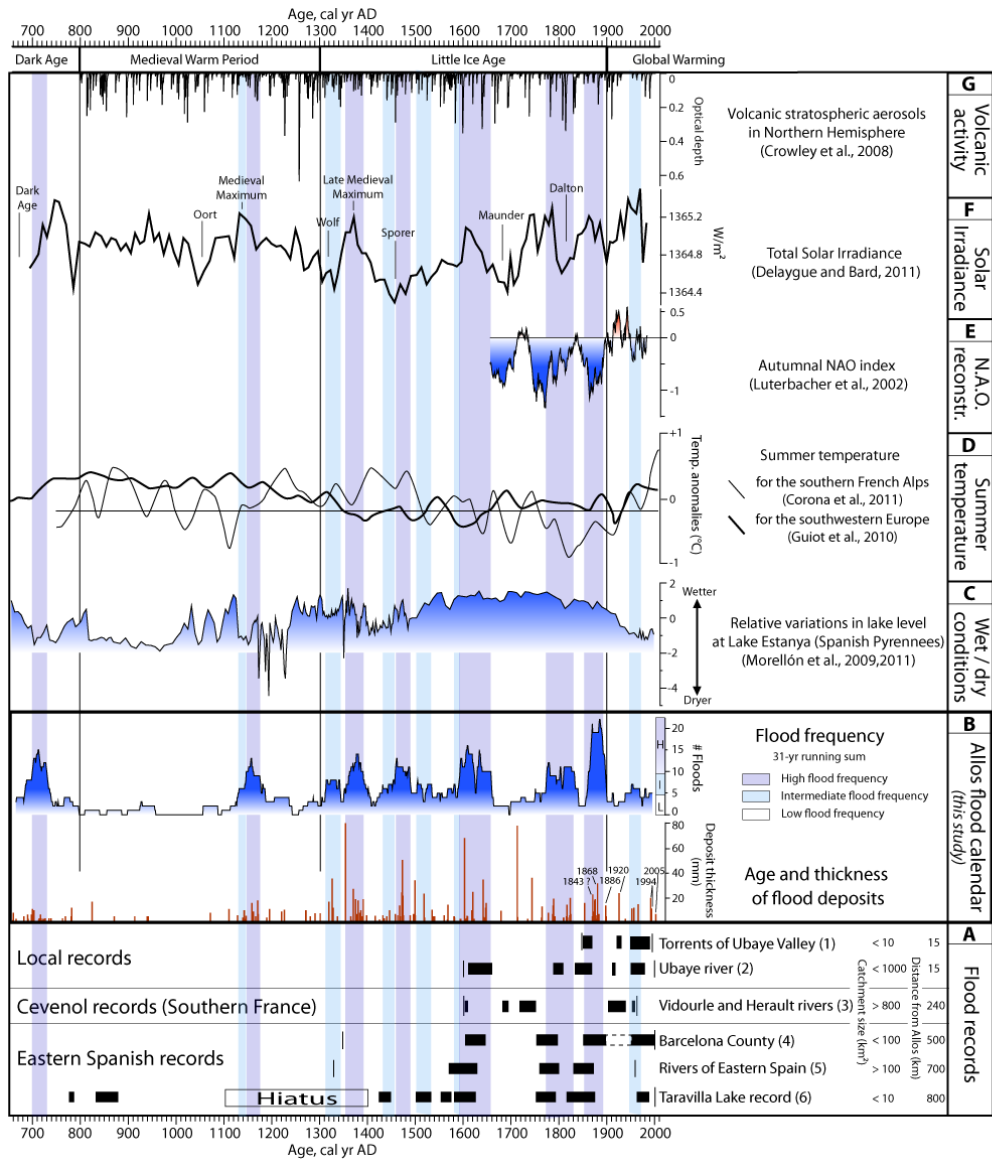 Age, cal yr AD
700 800 900 1000 1100 1200 1300 1400 1500 1600 1700 1800 1900 2000
Dark Age Medieval Warm Period Little Ice Age Global Warming
G
Volcanic activity
0
0.2
0.4
0.6
Optical depth
Volcanic stratospheric aerosols
in Northern Hemisphere
(Crowley et al., 2008)
F
Solar Irradiance
Dark Age
Oort
Medieval Maximum
Wolf
Late Medieval Maximum
Sporer
Maunder
Dalton
1365.2
1364.8
1364.4
W/m²
Total Solar Irradiance
(Delaygue and Bard, 2011)
E
N.A.O. reconstr.
0.5
0
-1
Autumnal NAO index
(Luterbacher et al., 2002)
D
Summer temperature
+1
0
-1
Temp. anomalies (°C)
Summer temperature
for the southern French Alps
(Corona et al., 2011)
for the southwestern Europe
(Guiot et al., 2010)
C
Wet / dry conditions
2
0
-2
-4
Wetter
Dryer
Relative variations in lake level
at Lake Estanya (Spanish Pyrennees)
(Morellón et al., 2009,2011)
B
Allos flood calendar
(this study)
20
15
10
5
0
H
I
L
# Floods
Flood frequency
31-yr running sum
High flood frequency
Intermediate flood frequency
Low flood frequency
80
60
40
20
Deposit thickness (mm)
1843 ?
1868
1886
1920
1994
2005
Age and thickness
of flood deposits
A
Flood records
Local records
Torrents of Ubaye Valley (1) < 10 15
Ubaye river (2) < 1000 15
Cevenol records (Southern France)
Vidourle and Herault rivers (3) > 800 240
Eastern Spanish records
Barcelona County (4) < 100 500
Rivers of Eastern Spain (5) > 100 700
Hiatus
Taravilla Lake record (6) < 10 800
Catchment size (km²)
Distance from Allos (km)
700 800 900 1000 1100 1200 1300 1400 1500 1600 1700 1800 1900 2000
Age, cal yr AD